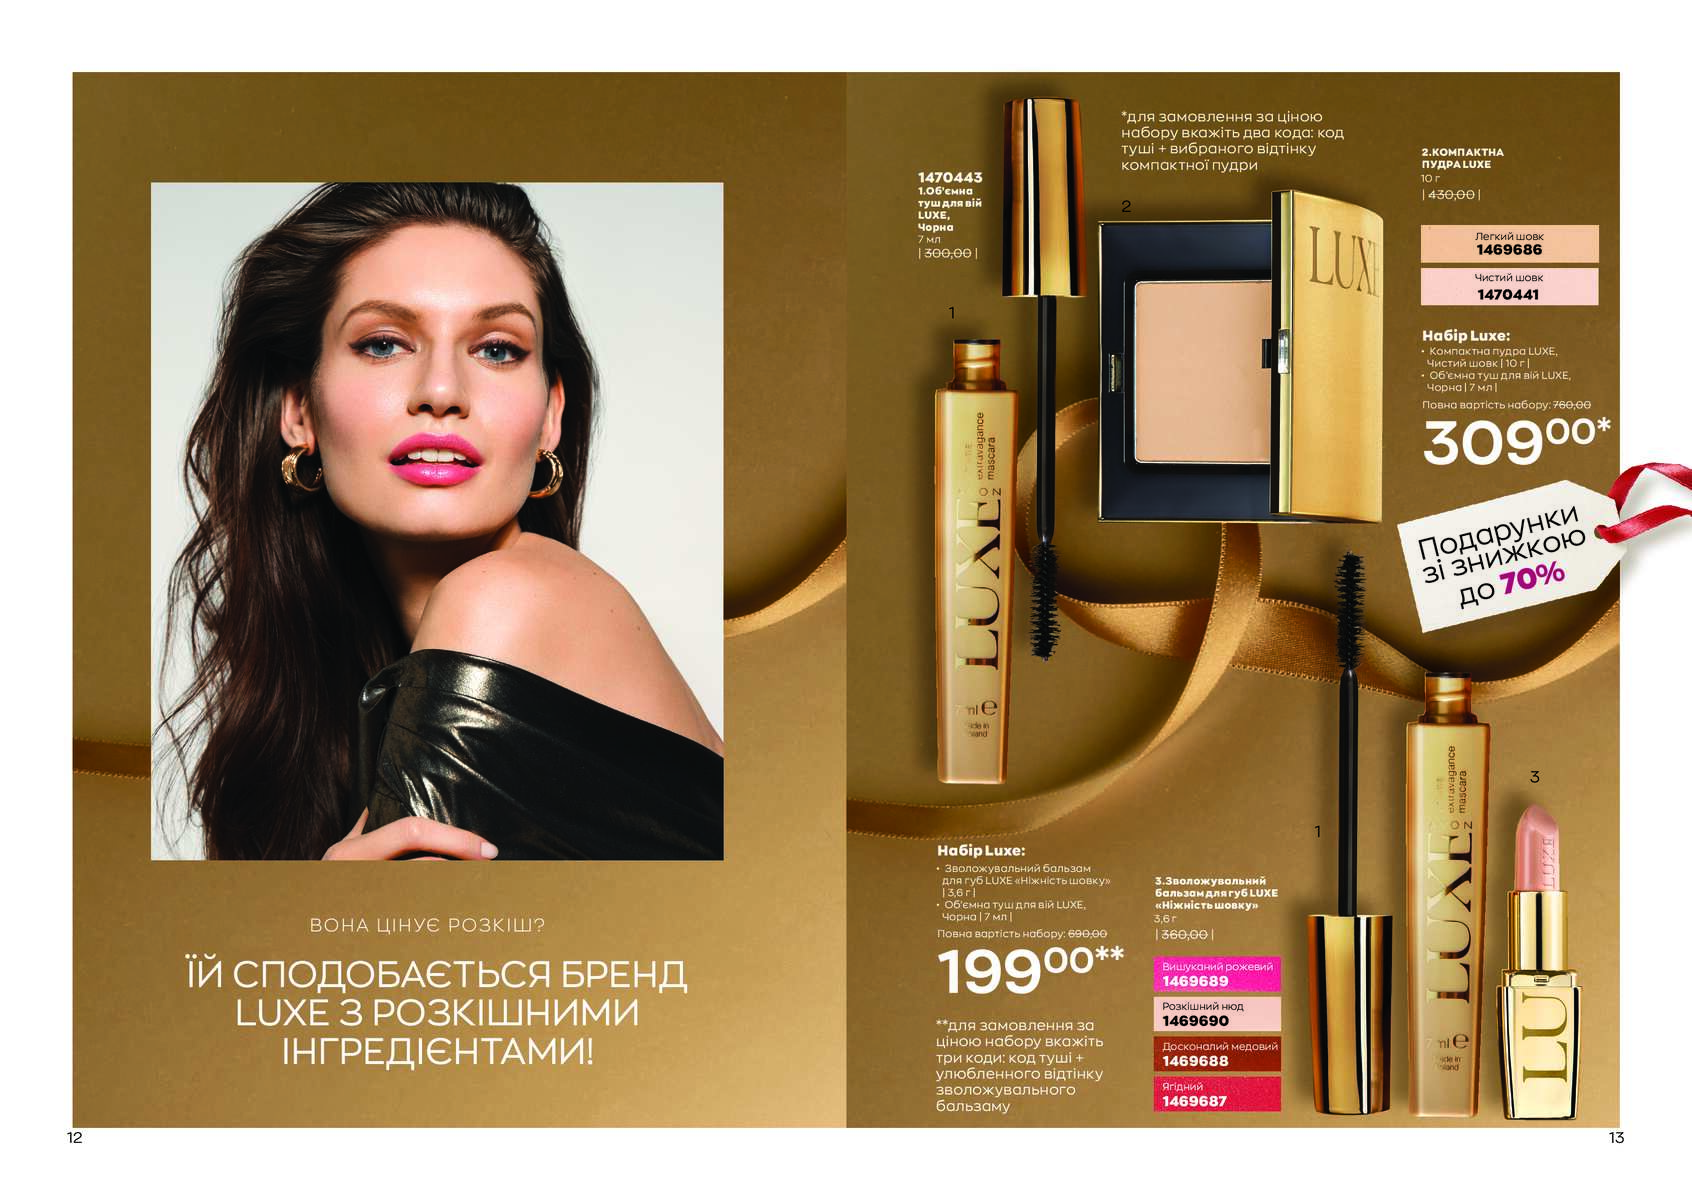 ВОНА ЦІНУЄ РОЗКІШ?
ЇЙ СПОДОБАЄТЬСЯ БРЕНД
LUXE З РОЗКІШНИМИ
ІНГРЕДІЄНТАМИ!
12
1470443
1.Об'ємна
туш для вій
LUXE,
Чорна
7 мл
| 300,00 |
1
*для замовлення за ціною
набору вкажіть два кода: код
туші + вибраного відтінку
компактної пудри
2
LUXE
2.КОМПАКТНА
ПУДРА LUXE
10 г
| 430,00 |
Легкий шовк
1469686
Чистий шовк
1470441
Набір Luxe:
• Компактна пудра LUXE,
Чистий шовк | 10 г |
• Об'ємна туш для вій LUXE,
Чорна | 7 мл |
Повна вартість набору: 760,00
30900*
Подарунки
зі знижкою
до 70%
LUXE
extravagance
mascara
7 ml e
Набір Luxe:
• Зволожувальний бальзам
для губ LUXE «Ніжність шовку»
| 3,6 г |
• Об'ємна туш для вій LUXE,
Чорна | 7 мл |
Повна вартість набору: 690,00
19900**
**для замовлення за
ціною набору вкажіть
три коди: код туші +
улюбленного відтінку
зволожувального
бальзаму
3.Зволожувальний
бальзам для губ LUXE
«Ніжність шовку»
3,6 г
| 360,00 |
Вишуканий рожевий
1469689
Розкішний нюд
1469690
Досконалий медовий
1469688
Ягідний
1469687
1
LUXE
extravagance
mascara
7 ml e
3
LUXE
LU
13